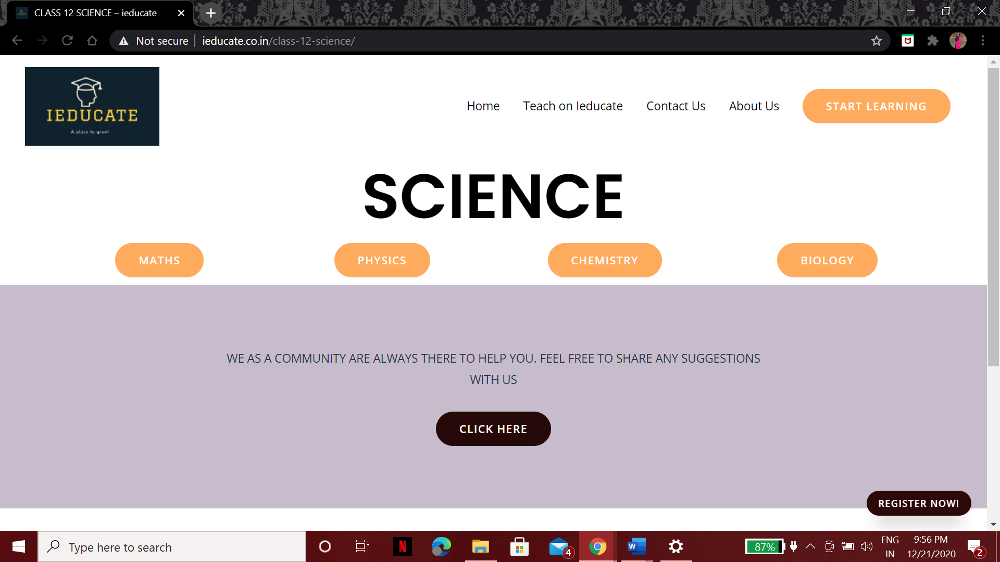 CLASS 12 SCIENCE – ieducate
Not secure
ieducate.co.in/class-12-science/
IEDUCATE
A place to grow!
Home
Teach on Ieducate
Contact Us
About Us
START LEARNING
SCIENCE
MATHS
PHYSICS
CHEMISTRY
BIOLOGY
WE AS A COMMUNITY ARE ALWAYS THERE TO HELP YOU. FEEL FREE TO SHARE ANY SUGGESTIONS
WITH US
CLICK HERE
REGISTER NOW!
Type here to search
N
4
W
87%
ENG
IN
9:56 PM
12/21/2020
2